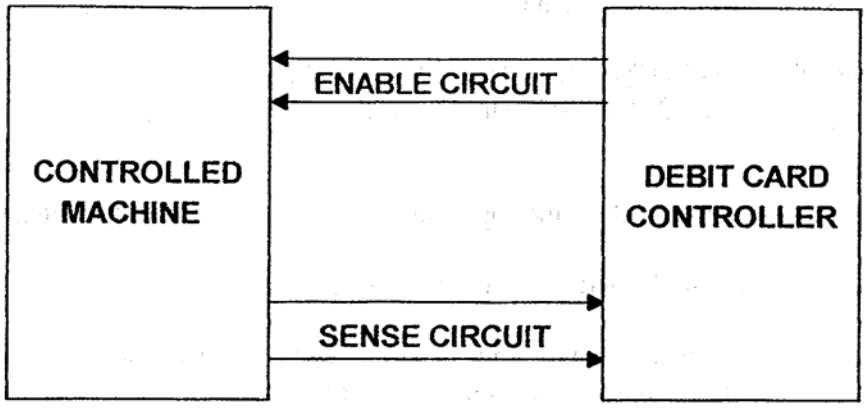 ENABLE CIRCUIT
CONTROLLED
MACHINE
DEBIT CARD
CONTROLLER
SENSE CIRCUIT